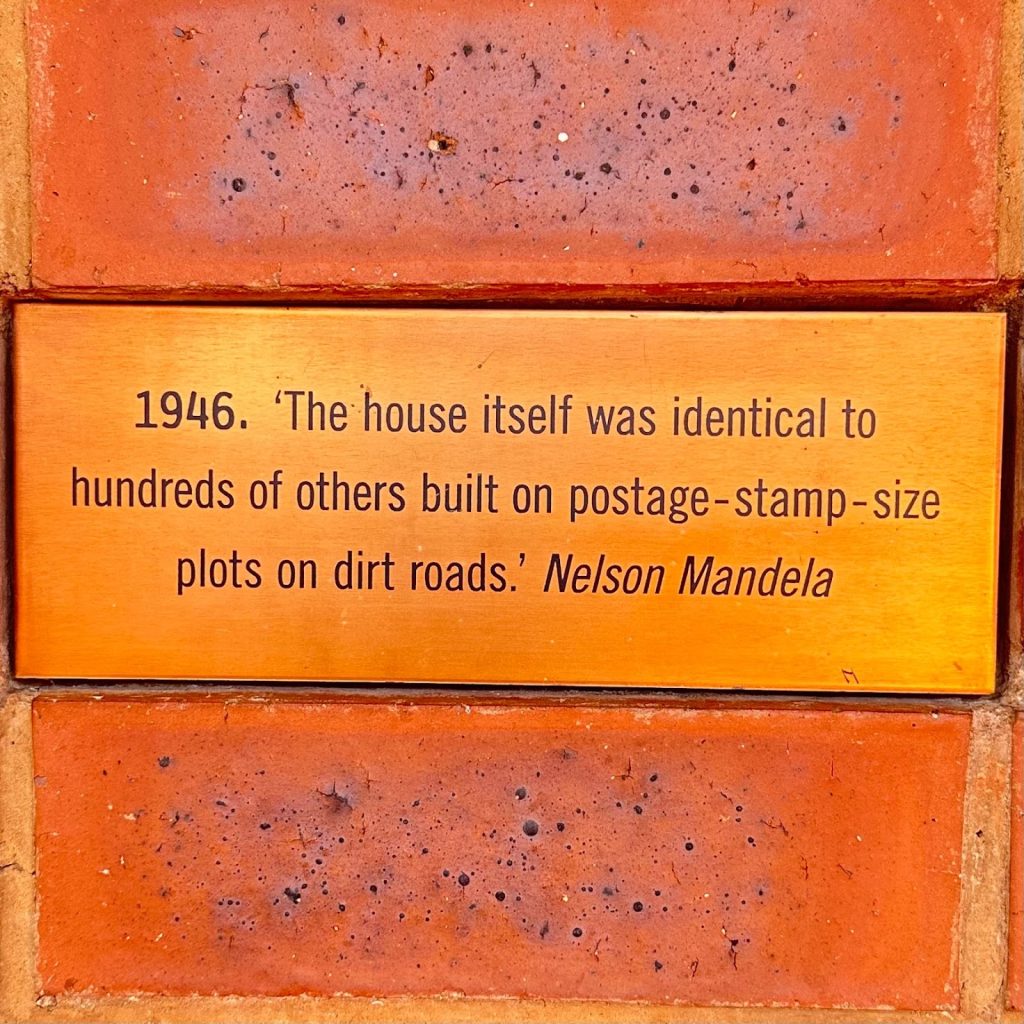 1946. ‘The house itself was identical to
hundreds of others built on postage-stamp-size
plots on dirt roads.’ Nelson Mandela